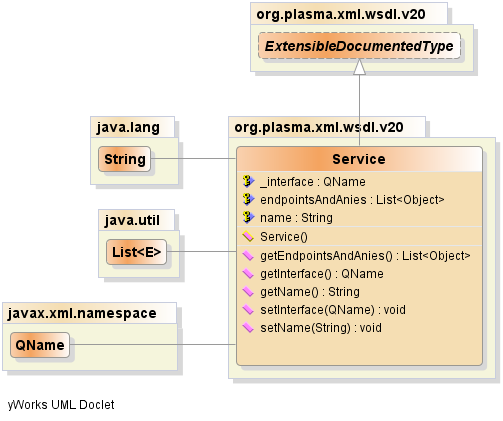 org.plasma.xml.wsdl.v20
ExtensibleDocumentedType
java.lang
String
org.plasma.xml.wsdl.v20
Service
_interface : QName
endpointsAndAnies : List<Object>
name : String
Service()
getEndpointsAndAnies() : List<Object>
getInterface() : QName
getName() : String
setInterface(QName) : void
setName(String) : void
java.util
List<E>
javax.xml.namespace
QName
yWorks UML Doclet